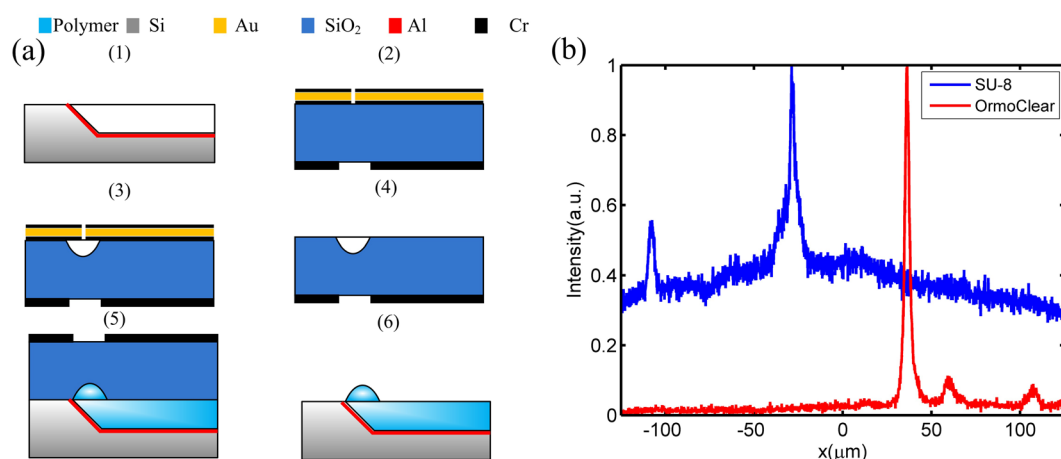 Polymer Si Au SiO₂ Al Cr
(a)
(1) (2)
(3) (4)
(5) (6)
(b)
SU-8
OrmoClear
Intensity(a.u.)
1
0.8
0.6
0.4
0.2
0
-100 -50 0 50 100
x(μm)